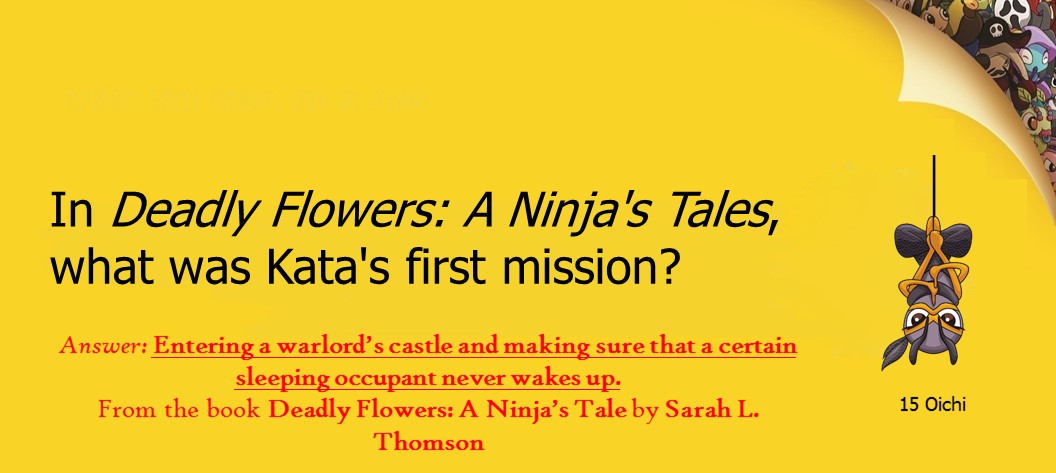 In Deadly Flowers: A Ninja's Tales,
what was Kata's first mission?
Answer: Entering a warlord’s castle and making sure that a certain
sleeping occupant never wakes up.
From the book Deadly Flowers: A Ninja’s Tale by Sarah L.
Thomson
15 Oichi